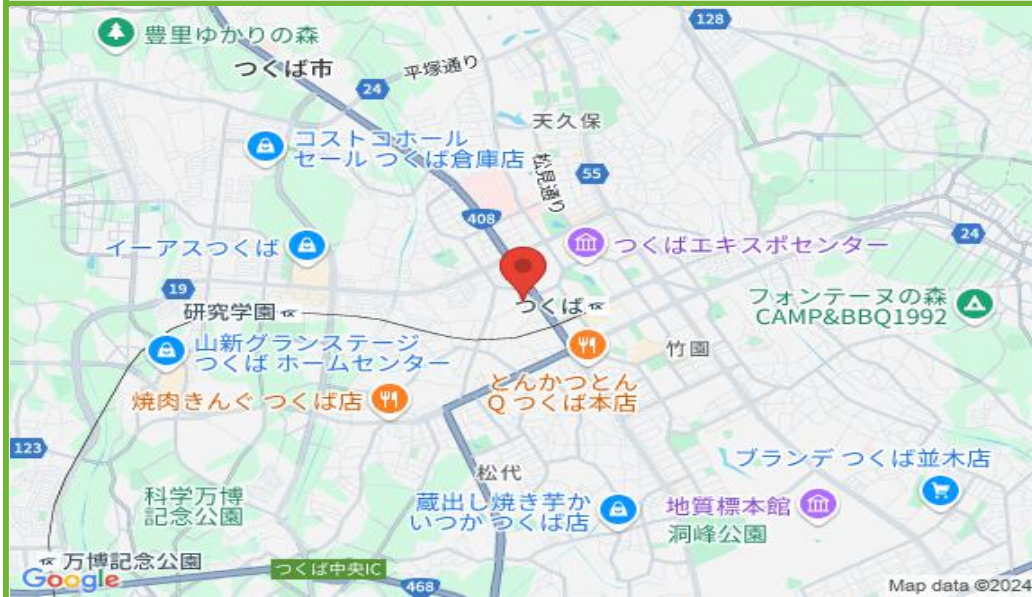 128
豊里ゆかりの森
つくば市
平塚通り
24
天久保
コストコホール
セール つくば倉庫店
松見通り
55
408
イーアスつくば
つくばエキスポセンター
24
19
研究学園
つくば
フォンテーヌの森
CAMP&BBQ1992
山新グランステージ
つくば ホームセンター
竹園
とんかつとん
Q つくば本店
焼肉きんぐ つくば店
123
松代
ブランデ つくば並木店
科学万博
記念公園
蔵出し焼き芋か
いつか つくば店
地質標本館
洞峰公園
万博記念公園
つくば中央IC
468
Google
Map data ©2024